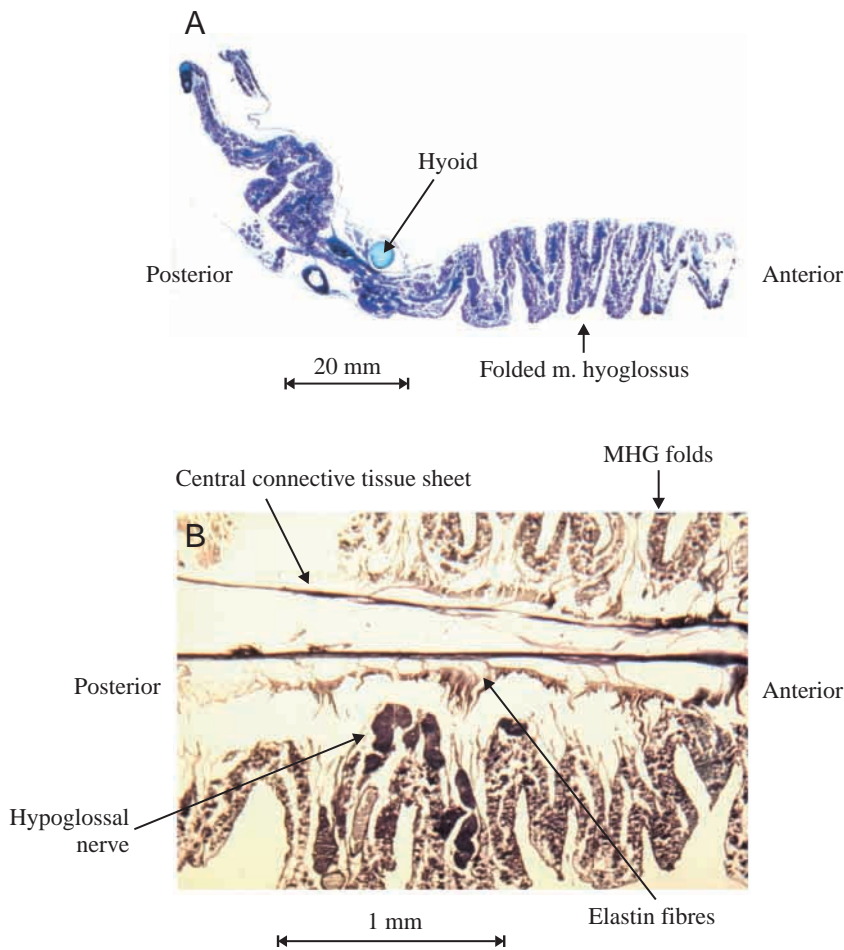 A
Hyoid
Posterior
Anterior
20 mm
Folded m. hyoglossus
MHG folds
Central connective tissue sheet
B
Posterior
Anterior
Hypoglossal
nerve
Elastin fibres
1 mm